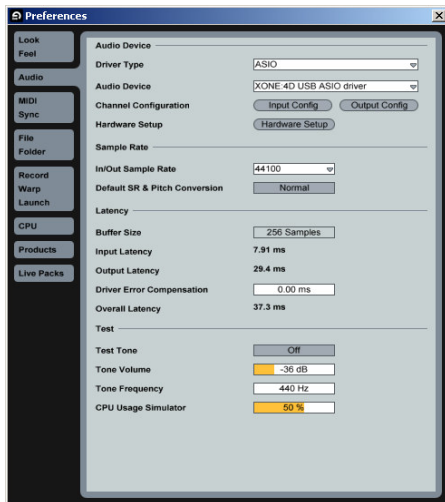 Preferences
Look
Feel
Audio
MIDI
Sync
File
Folder
Record
Warp
Launch
CPU
Products
Live Packs
Audio Device
Driver Type ASIO
Audio Device XONE:4D USB ASIO driver
Channel Configuration Input Config Output Config
Hardware Setup Hardware Setup
Sample Rate
In/Out Sample Rate 44100
Default SR & Pitch Conversion Normal
Latency
Buffer Size 256 Samples
Input Latency 7.91 ms
Output Latency 29.4 ms
Driver Error Compensation 0.00 ms
Overall Latency 37.3 ms
Test
Test Tone Off
Tone Volume -36 dB
Tone Frequency 440 Hz
CPU Usage Simulator 50 %